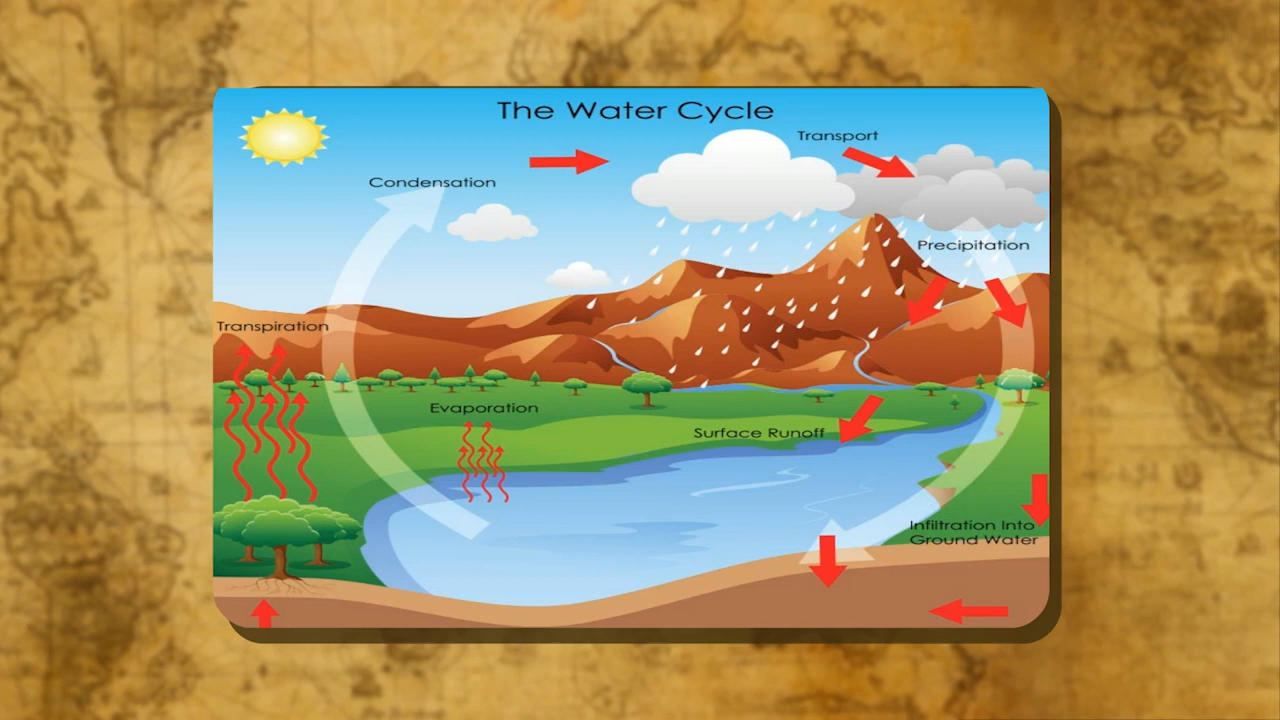 The Water Cycle
Transport
Condensation
Precipitation
Transpiration
Evaporation
Surface Runoff
Infiltration Into
Ground Water